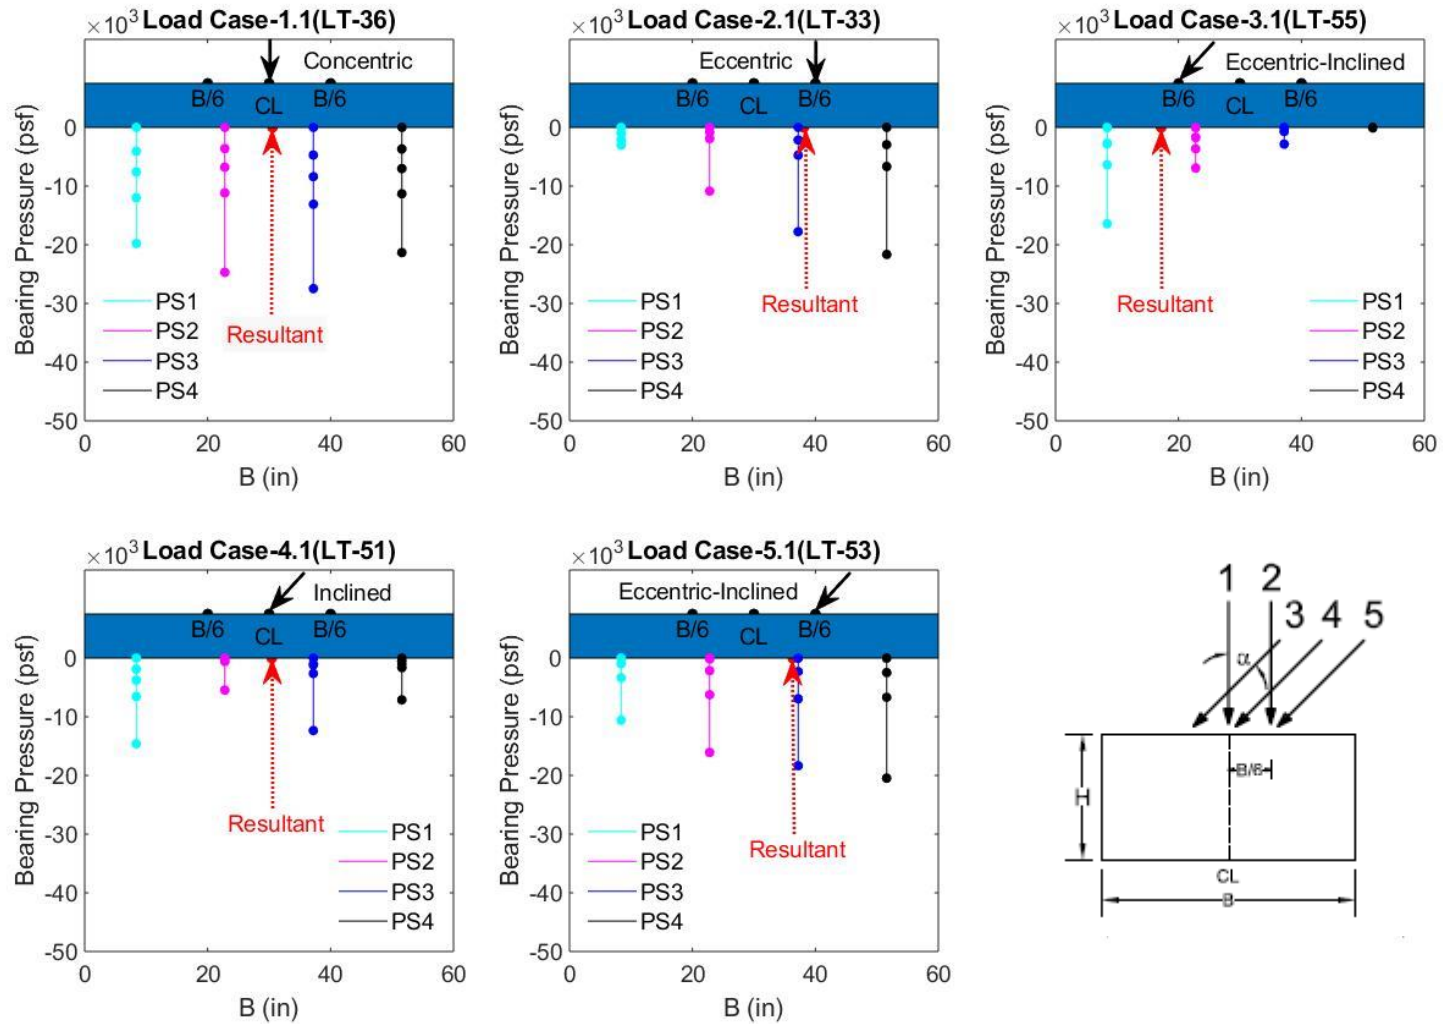 ×10³ Load Case-1.1(LT-36)
Concentric
B/6 CL B/6
Bearing Pressure (psf)
0
-10
-20
-30
-40
-50
Resultant
PS1
PS2
PS3
PS4
0 20 40 60
B (in)
×10³ Load Case-2.1(LT-33)
Eccentric
B/6 CL B/6
Bearing Pressure (psf)
0
-10
-20
-30
-40
-50
Resultant
PS1
PS2
PS3
PS4
0 20 40 60
B (in)
×10³ Load Case-3.1(LT-55)
Eccentric-Inclined
B/6 CL B/6
Bearing Pressure (psf)
0
-10
-20
-30
-40
-50
Resultant
PS1
PS2
PS3
PS4
0 20 40 60
B (in)
×10³ Load Case-4.1(LT-51)
Inclined
B/6 CL B/6
Bearing Pressure (psf)
0
-10
-20
-30
-40
-50
Resultant
PS1
PS2
PS3
PS4
0 20 40 60
B (in)
×10³ Load Case-5.1(LT-53)
Eccentric-Inclined
B/6 CL B/6
Bearing Pressure (psf)
0
-10
-20
-30
-40
-50
Resultant
PS1
PS2
PS3
PS4
0 20 40 60
B (in)
1 2
3 4 5
α
B/6
H
CL
B